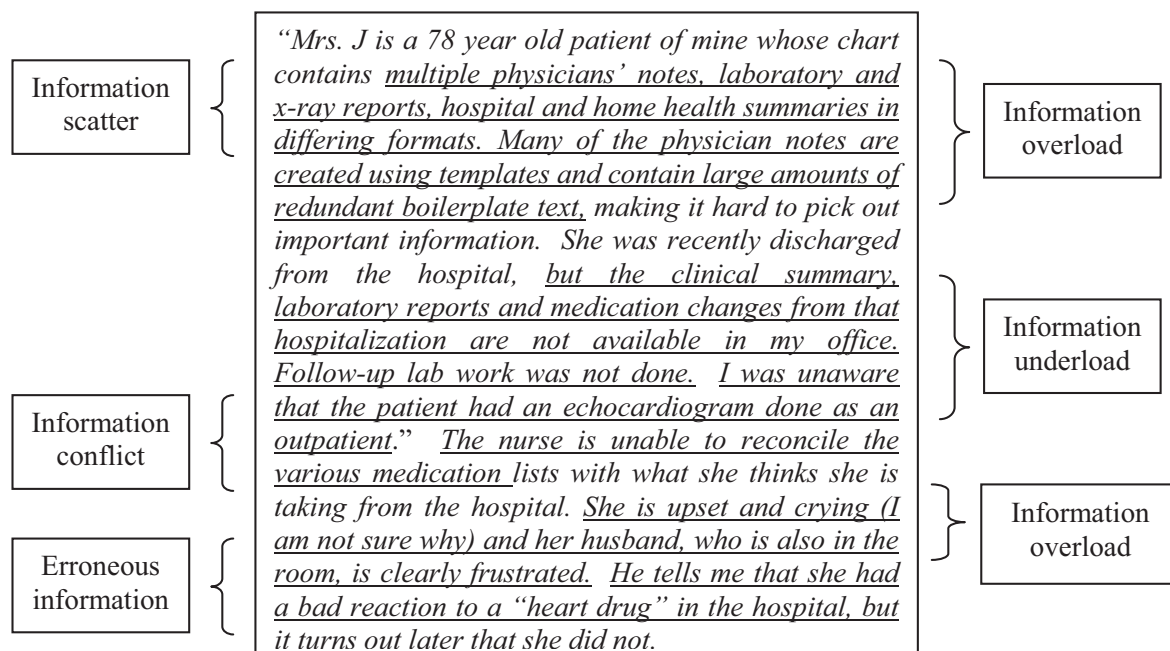 Information
scatter
Information
conflict
Erroneous
information
“Mrs. J is a 78 year old patient of mine whose chart
contains multiple physicians’ notes, laboratory and
x-ray reports, hospital and home health summaries in
differing formats. Many of the physician notes are
created using templates and contain large amounts of
redundant boilerplate text, making it hard to pick out
important information. She was recently discharged
from the hospital, but the clinical summary,
laboratory reports and medication changes from that
hospitalization are not available in my office.
Follow-up lab work was not done. I was unaware
that the patient had an echocardiogram done as an
outpatient.” The nurse is unable to reconcile the
various medication lists with what she thinks she is
taking from the hospital. She is upset and crying (I
am not sure why) and her husband, who is also in the
room, is clearly frustrated. He tells me that she had
a bad reaction to a “heart drug” in the hospital, but
it turns out later that she did not.
Information
overload
Information
underload
Information
overload